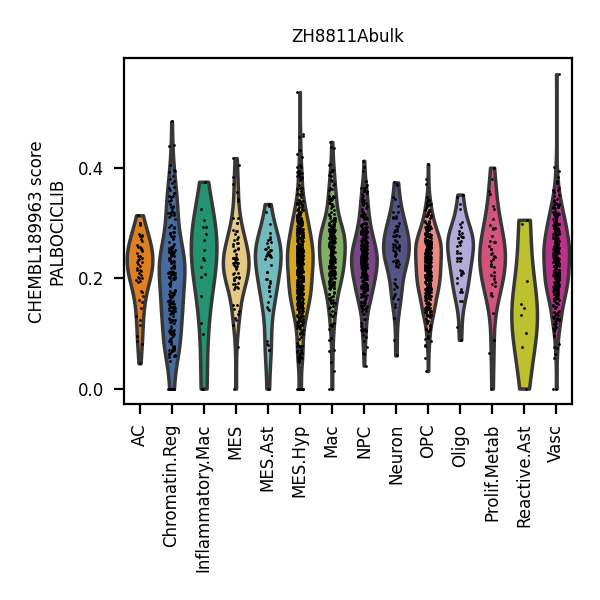 ZH8811Abulk
CHEMBL189963 score
PALBOCICLIB
0.4
0.2
0.0
AC
Chromatin.Reg
Inflammatory.Mac
MES
MES.Ast
MES.Hyp
Mac
NPC
Neuron
OPC
Oligo
Prolif.Metab
Reactive.Ast
Vasc